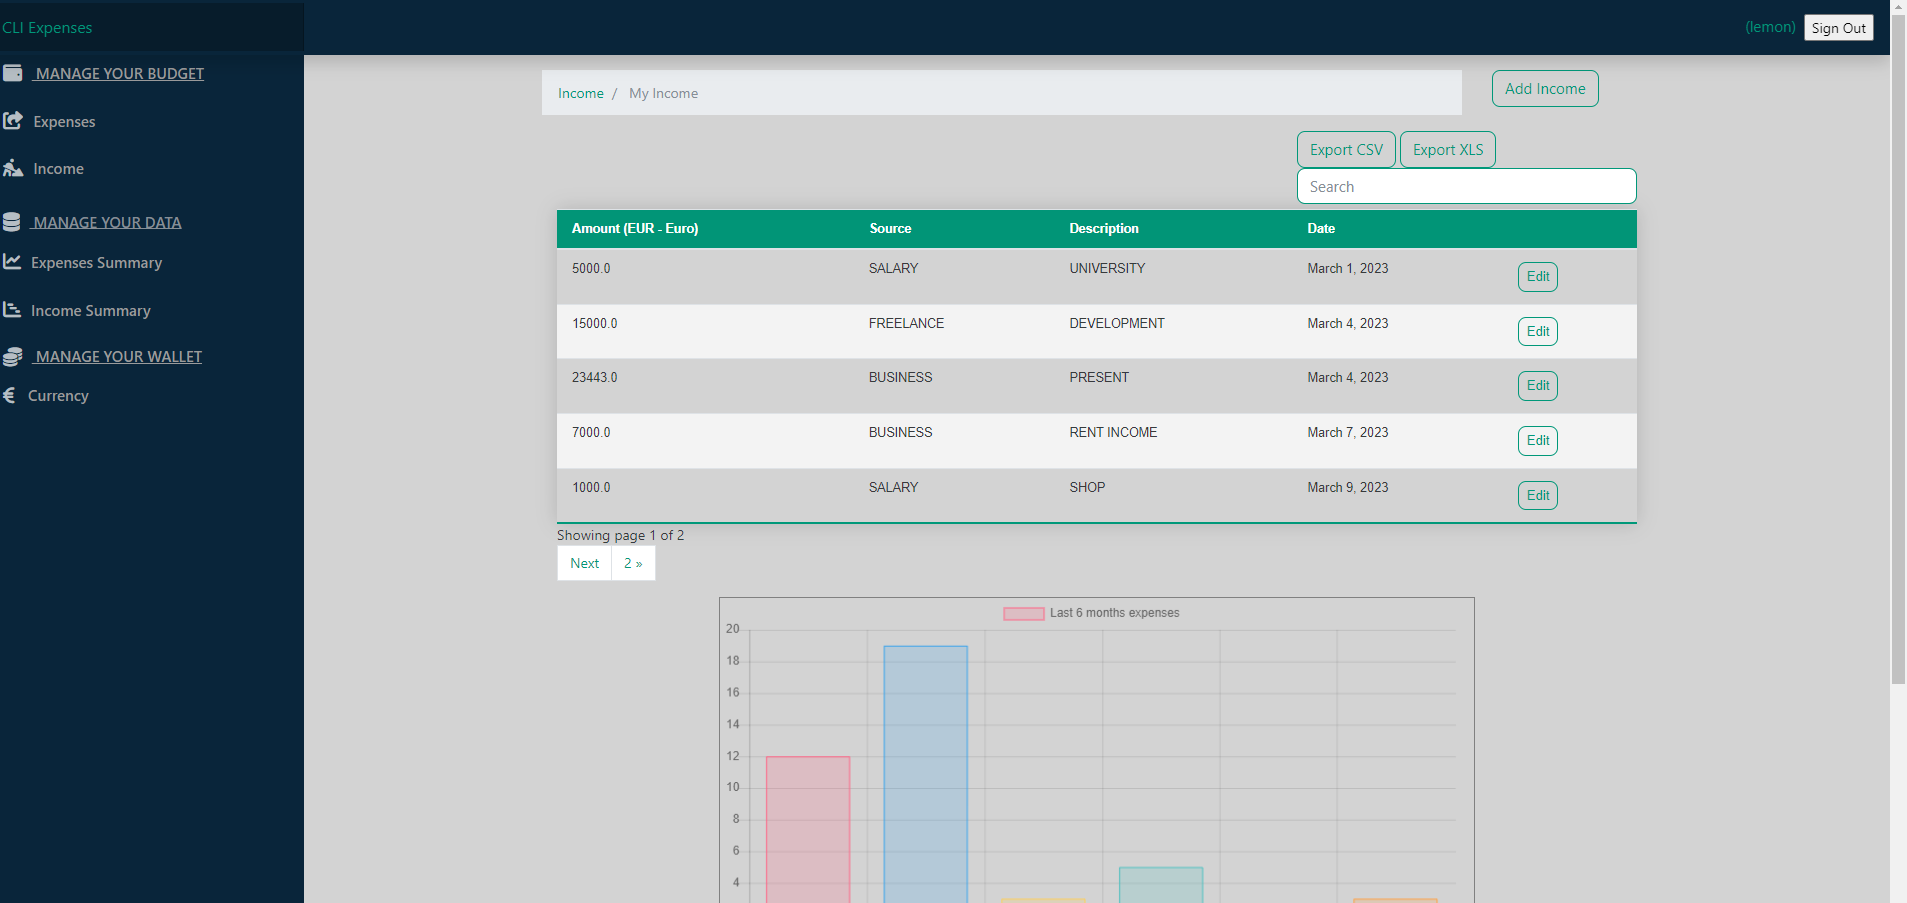 CLI Expenses
(lemon) Sign Out
MANAGE YOUR BUDGET
Expenses
Income
MANAGE YOUR DATA
Expenses Summary
Income Summary
MANAGE YOUR WALLET
€ Currency
Income / My Income
Add Income
Export CSV Export XLS
Search
Amount (EUR - Euro) Source Description Date
5000.0 SALARY UNIVERSITY March 1, 2023 Edit
15000.0 FREELANCE DEVELOPMENT March 4, 2023 Edit
23443.0 BUSINESS PRESENT March 4, 2023 Edit
7000.0 BUSINESS RENT INCOME March 7, 2023 Edit
1000.0 SALARY SHOP March 9, 2023 Edit
Showing page 1 of 2
Next 2 »
Last 6 months expenses
20
18
16
14
12
10
8
6
4